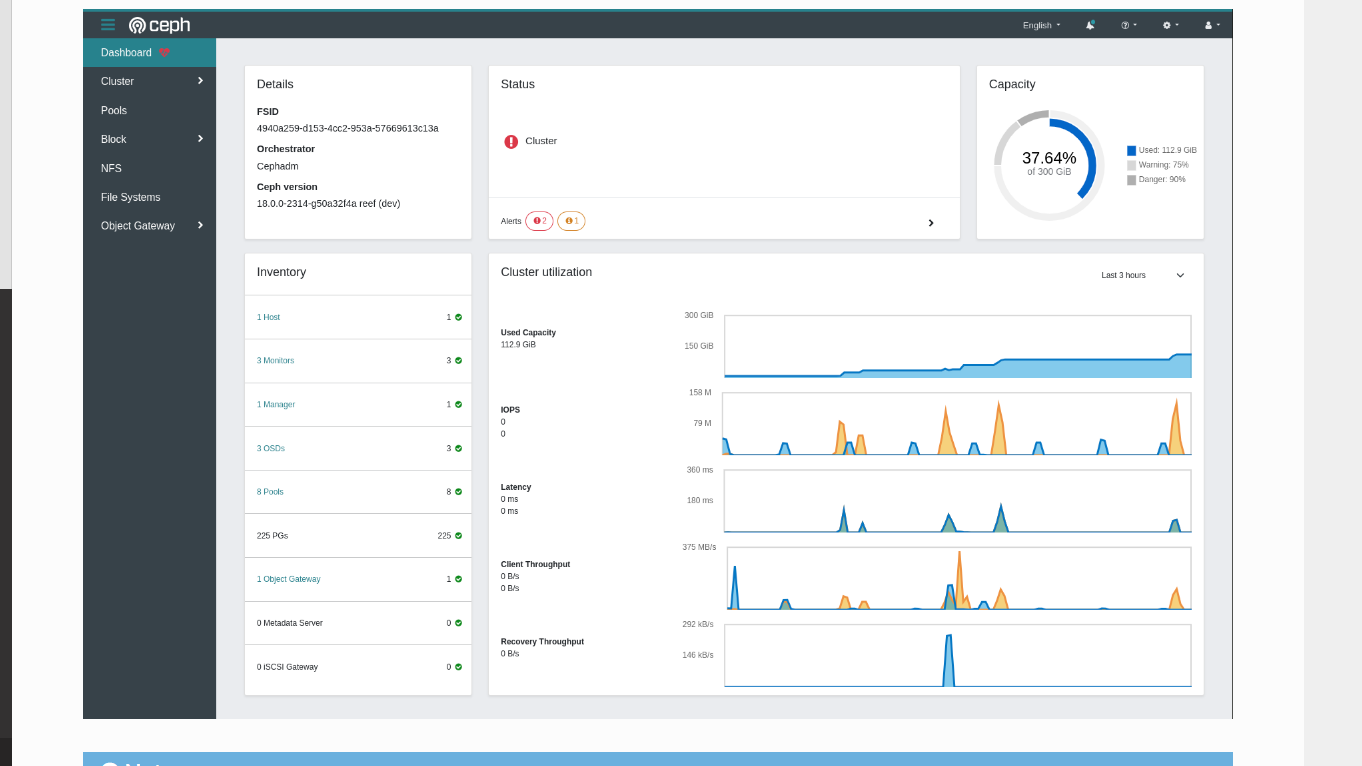 ceph
English
Dashboard
Cluster
Pools
Block
NFS
File Systems
Object Gateway
Details
FSID
4940a259-d153-4cc2-953a-57669613c13a
Orchestrator
Cephadm
Ceph version
18.0.0-2314-g50a32f4a reef (dev)
Status
Cluster
Alerts 2 1
Capacity
37.64%
of 300 GiB
Used: 112.9 GiB
Warning: 75%
Danger: 90%
Inventory
1 Host 1
3 Monitors 3
1 Manager 1
3 OSDs 3
8 Pools 8
225 PGs 225
1 Object Gateway 1
0 Metadata Server 0
0 iSCSI Gateway 0
Cluster utilization
Last 3 hours
Used Capacity
112.9 GiB
300 GiB
150 GiB
IOPS
0
0
158 M
79 M
Latency
0 ms
0 ms
360 ms
180 ms
Client Throughput
0 B/s
0 B/s
375 MB/s
Recovery Throughput
0 B/s
292 kB/s
146 kB/s